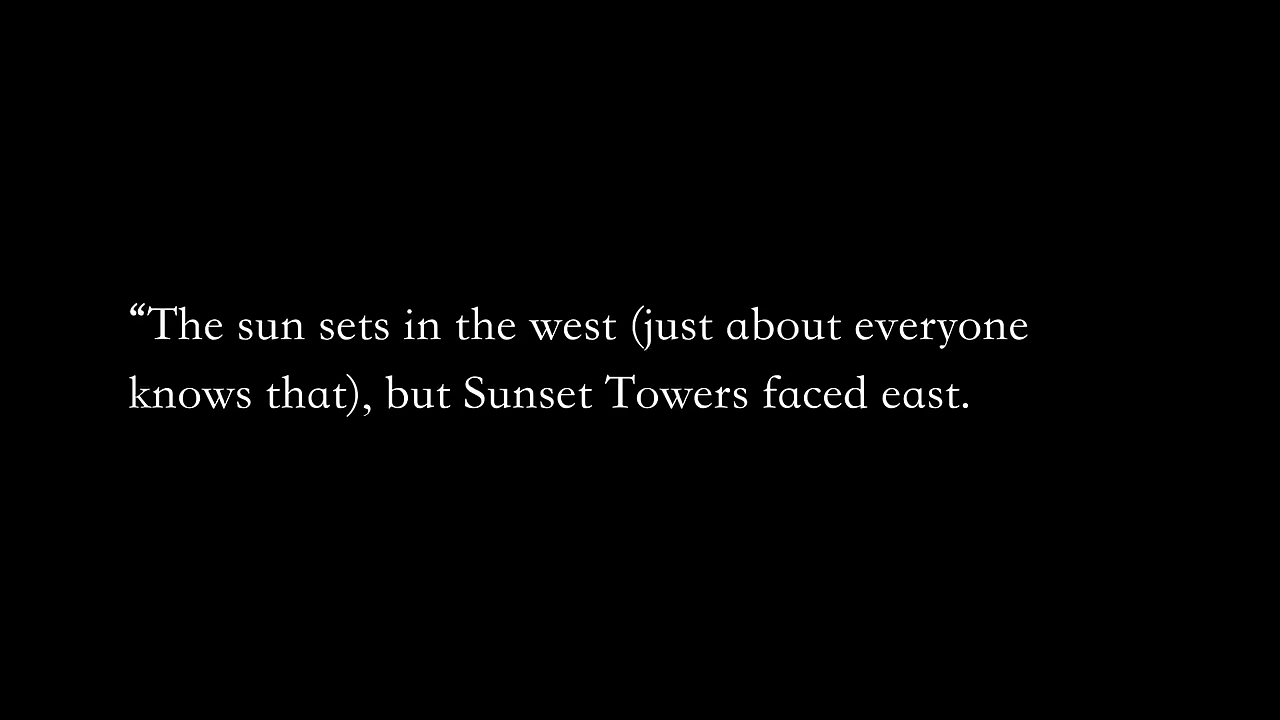 “The sun sets in the west (just about everyone
knows that), but Sunset Towers faced east.